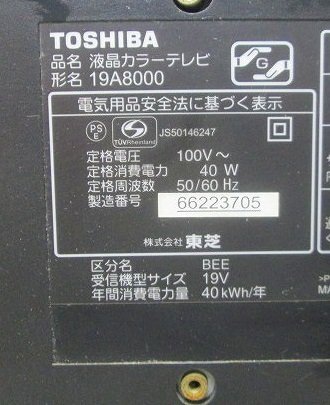 TOSHIBA
品名 液晶カラーテレビ
形名 19A8000
G
電気用品安全法に基づく表示
PS
E
S
TÜVRheinland
JS50146247
定格電圧 100V～
定格消費電力 40 W
定格周波数 50/60 Hz
製造番号 66223705
株式会社 東芝
区分名 BEE
受信機型サイズ 19V
年間消費電力量 40 kWh/年
>P
MA